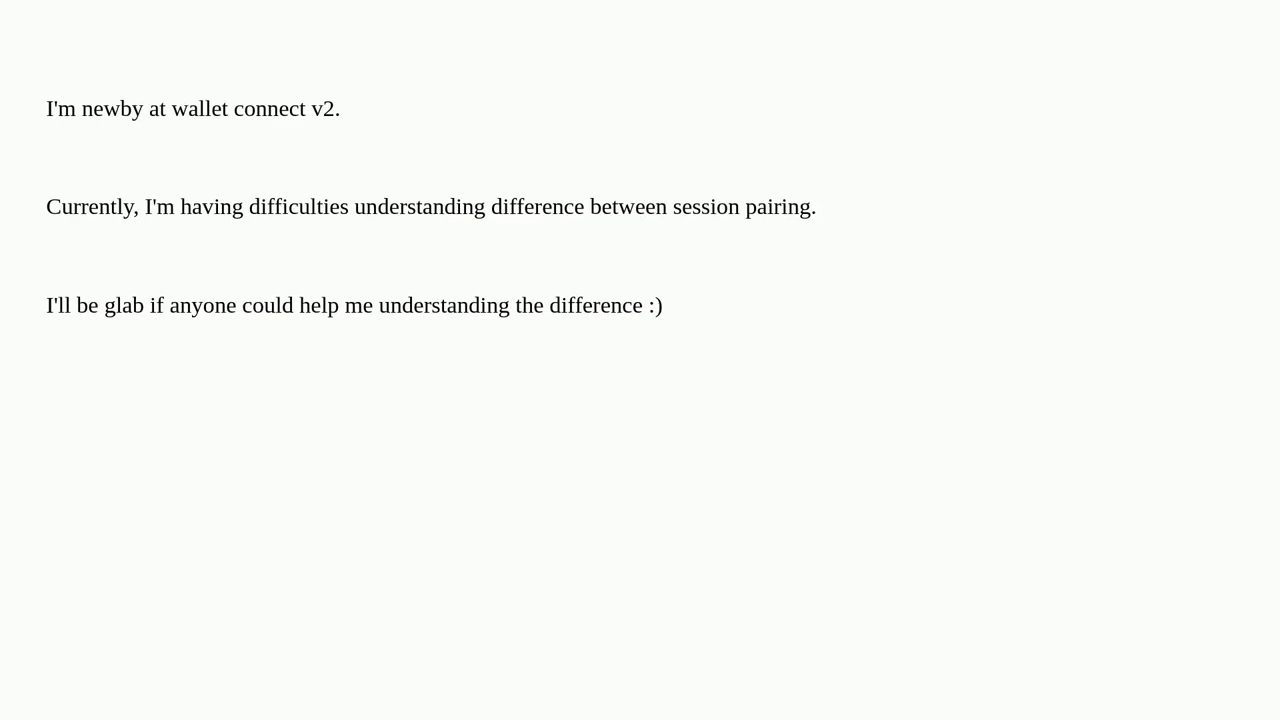 I'm newby at wallet connect v2.
Currently, I'm having difficulties understanding difference between session pairing.
I'll be glab if anyone could help me understanding the difference :)